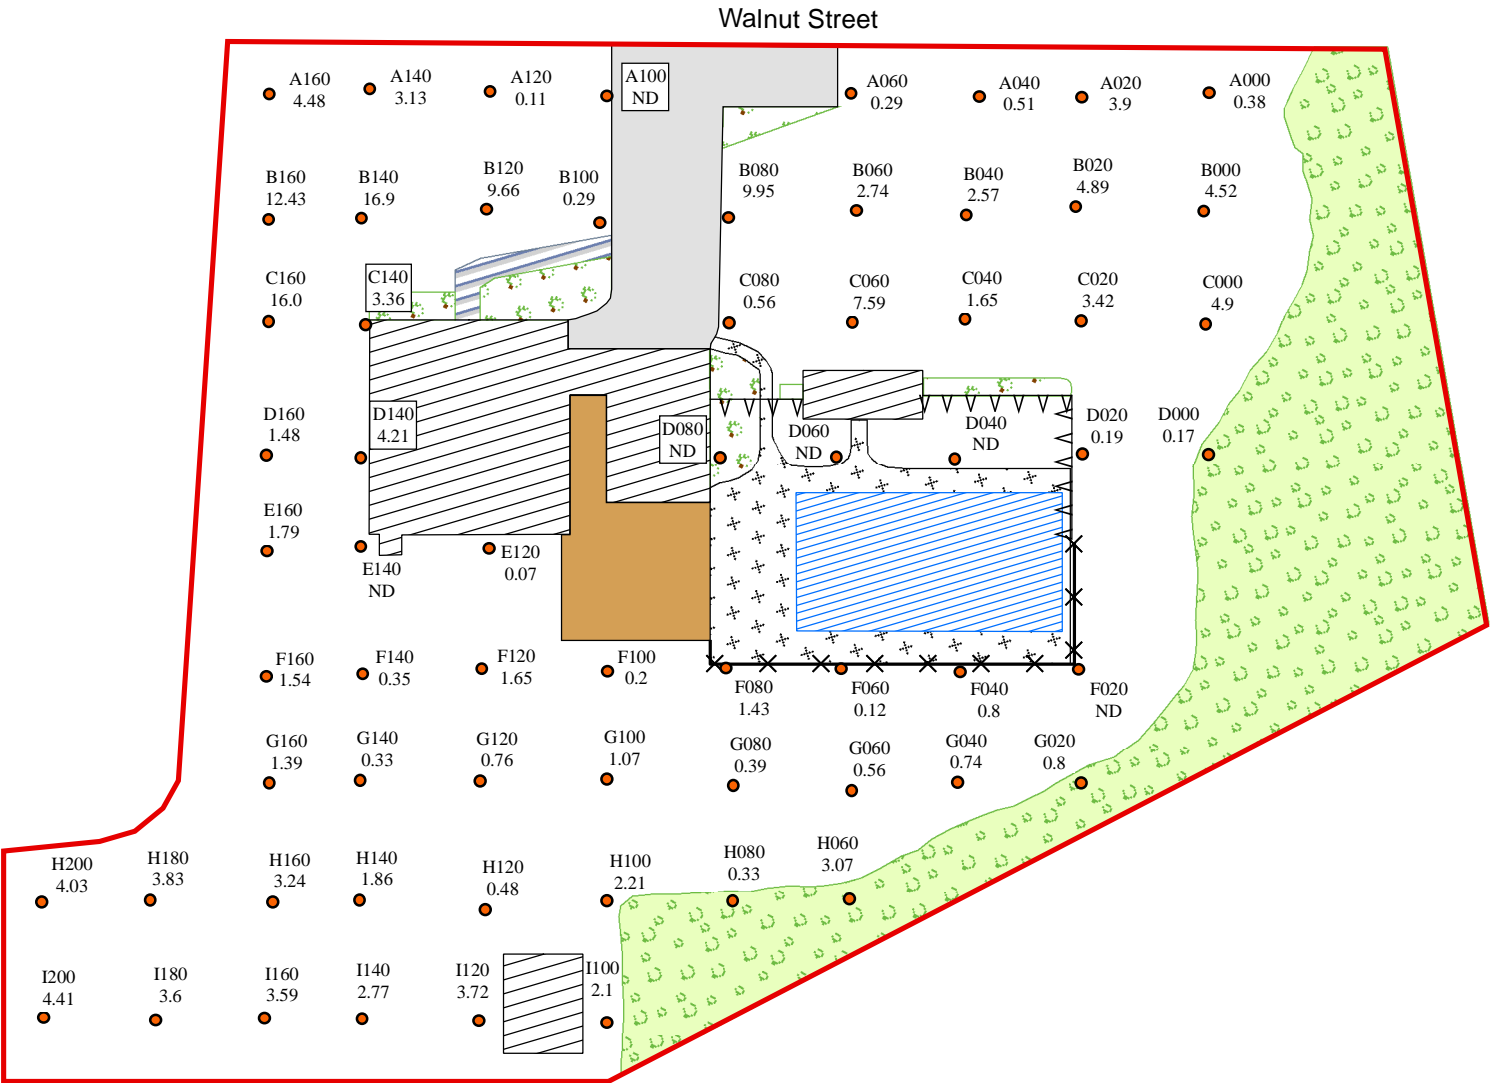 Walnut Street
A160
4.48
A140
3.13
A120
0.11
A100
ND
A060
0.29
A040
0.51
A020
3.9
A000
0.38
B160
12.43
B140
16.9
B120
9.66
B100
0.29
B080
9.95
B060
2.74
B040
2.57
B020
4.89
B000
4.52
C160
16.0
C140
3.36
C080
0.56
C060
7.59
C040
1.65
C020
3.42
C000
4.9
D160
1.48
D140
4.21
D080
ND
D060
ND
D040
ND
D020
0.19
D000
0.17
E160
1.79
E140
ND
E120
0.07
F160
1.54
F140
0.35
F120
1.65
F100
0.2
F080
1.43
F060
0.12
F040
0.8
F020
ND
G160
1.39
G140
0.33
G120
0.76
G100
1.07
G080
0.39
G060
0.56
G040
0.74
G020
0.8
H200
4.03
H180
3.83
H160
3.24
H140
1.86
H120
0.48
H100
2.21
H080
0.33
H060
3.07
I200
4.41
I180
3.6
I160
3.59
I140
2.77
I120
3.72
I100
2.1